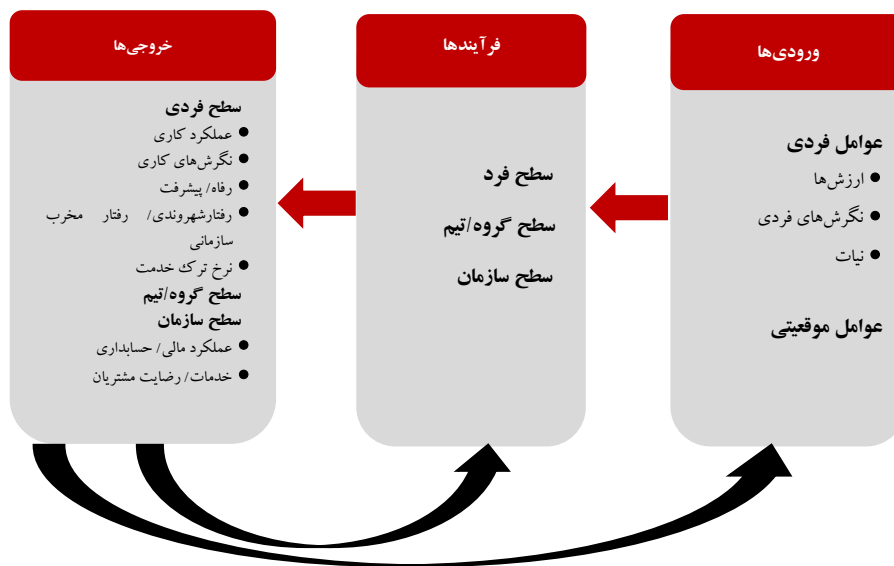 ورودی‌ها
عوامل فردی
● ارزش‌ها
● نگرش‌های فردی
● نیات
عوامل موقعیتی
فرآیندها
سطح فرد
سطح گروه/تیم
سطح سازمان
خروجی‌ها
سطح فردی
● عملکرد کاری
● نگرش‌های کاری
● رفاه/ پیشرفت
● رفتارشهروندی/ رفتار مخرب
سازمانی
● نرخ ترک خدمت
سطح گروه/تیم
سطح سازمان
● عملکرد مالی/ حسابداری
● خدمات/ رضایت مشتریان